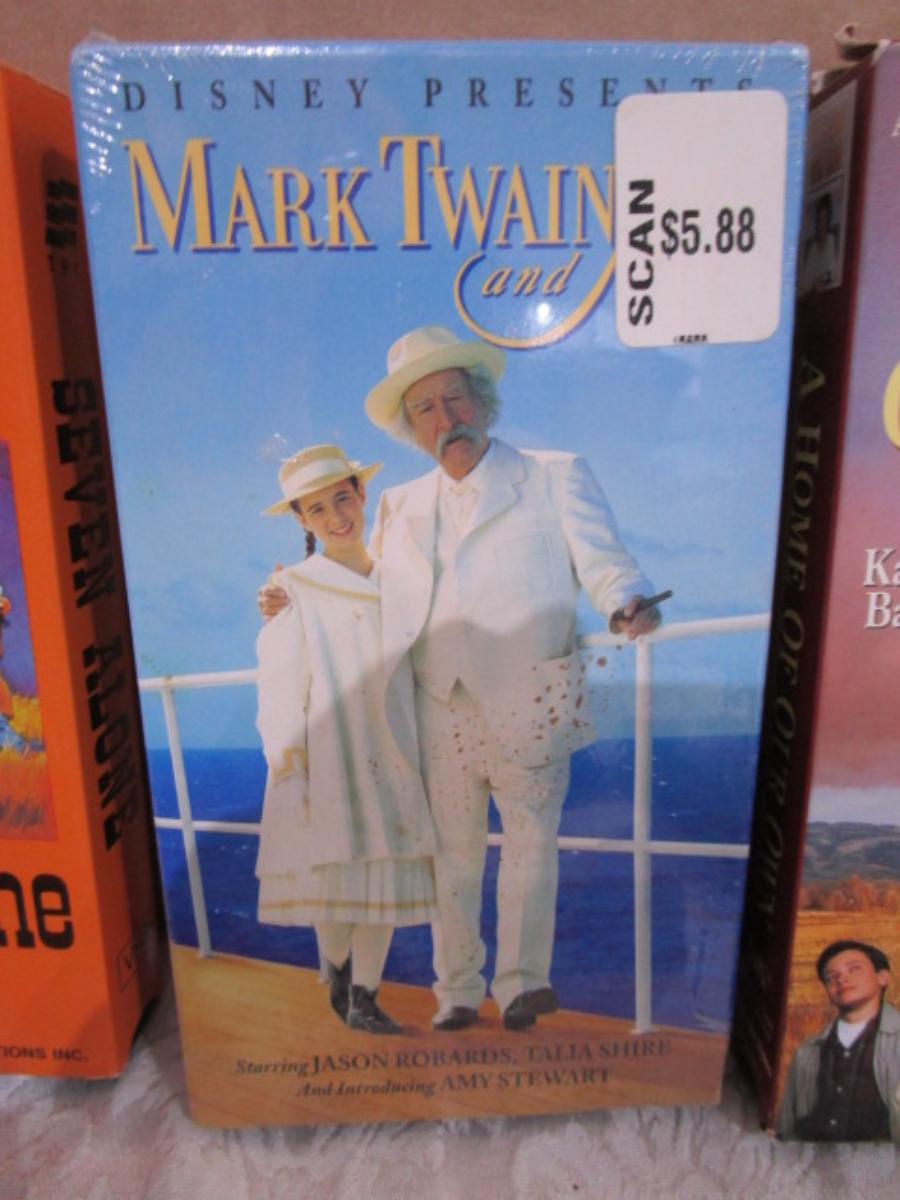 DISNEY PRESENTS
MARK TWAIN
and
SCAN
$5.88
Starring JASON ROBARDS, TALIA SHIRE
And Introducing AMY STEWART
SEVEN ALONE
ne
TIONS INC.
A HOME OF OUR OWN
Ka
Ba